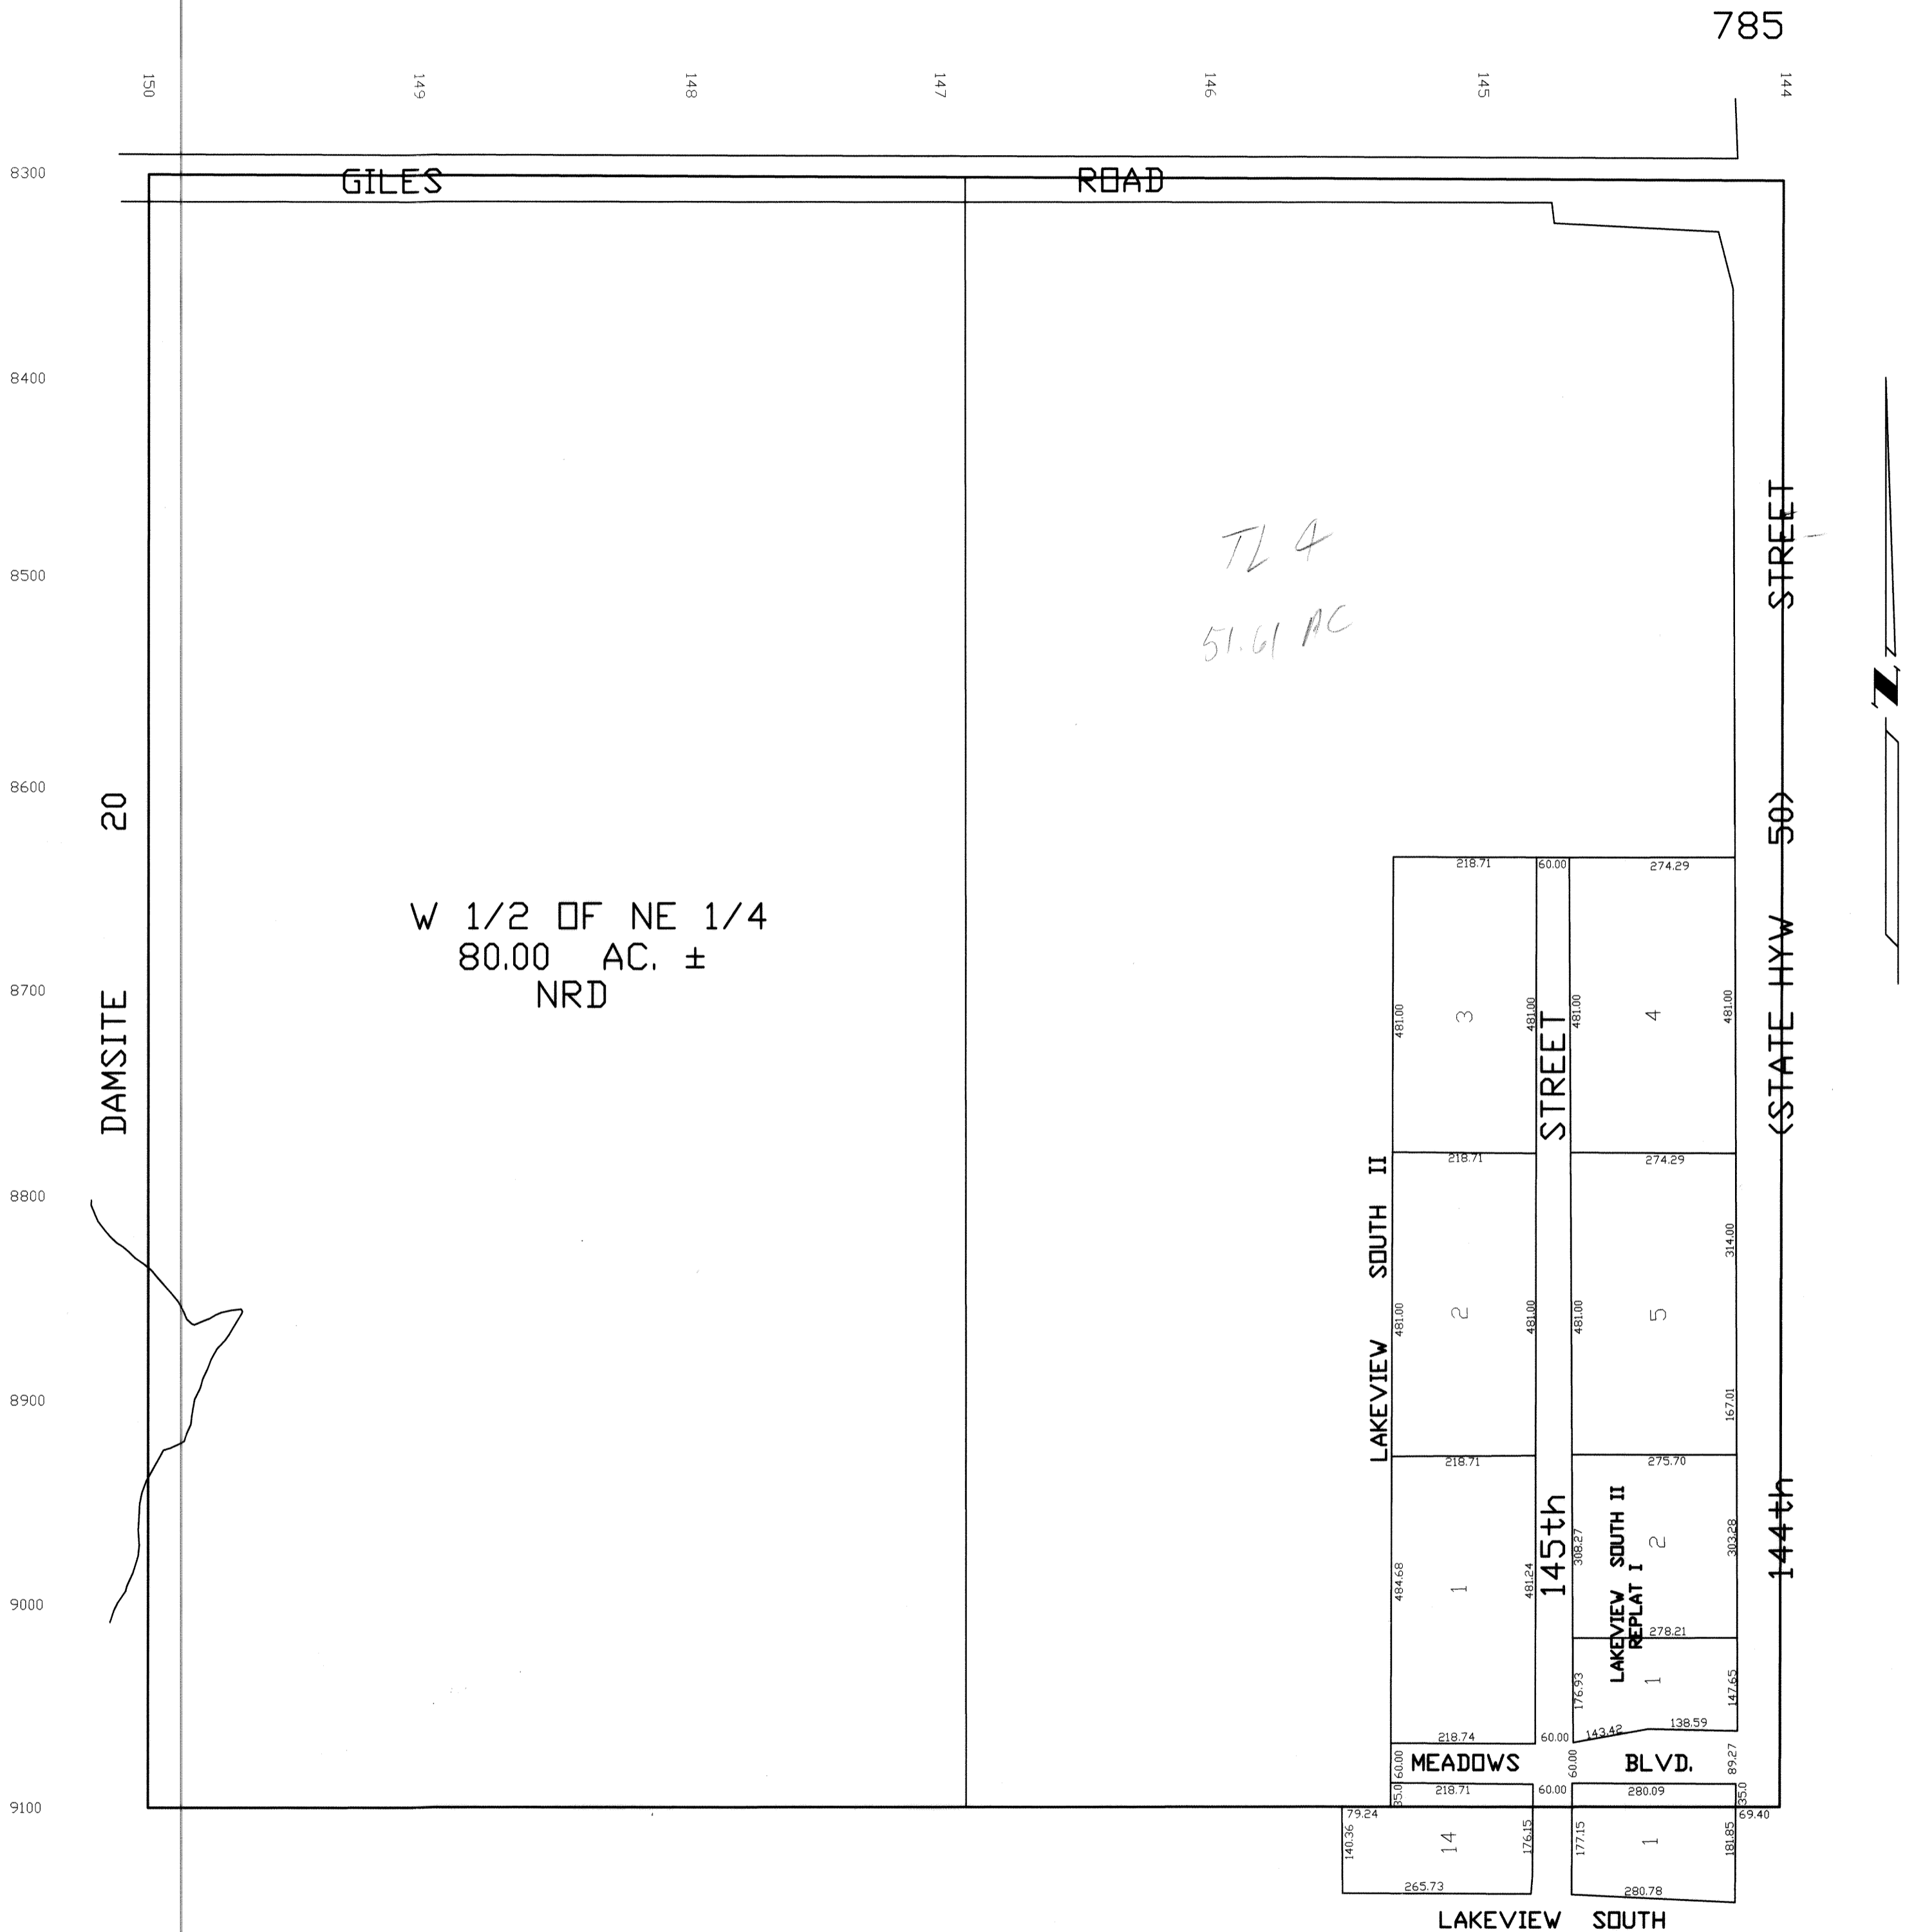 785
150 149 148 147 146 145 144
8300
GILES ROAD
8400
TL 4
8500
51.61 AC
STREET
Z
8600
DAMSITE 20
W 1/2 OF NE 1/4
80.00 AC. ±
NRD
8700
(STATE HYW 50)
218.71 60.00 274.29
481.00 3 481.00 STREET 481.00 4 481.00
218.71 274.29
8800
LAKEVIEW SOUTH II
314.00
481.00 2 481.00 481.00 5
8900
167.01
218.71 275.70
145th
144th
308.27 2 303.28
LAKEVIEW SOUTH II
REPLAT I
484.68 1 481.24
9000
278.21
176.93 1 147.65
143.42 138.59
218.74 60.00
60.00 MEADOWS 60.00 BLVD. 89.27
35.0 218.71 60.00 280.09 35.0
9100
79.24 69.40
140.36 14 176.15 177.15 1 181.85
265.73 280.78
LAKEVIEW SOUTH